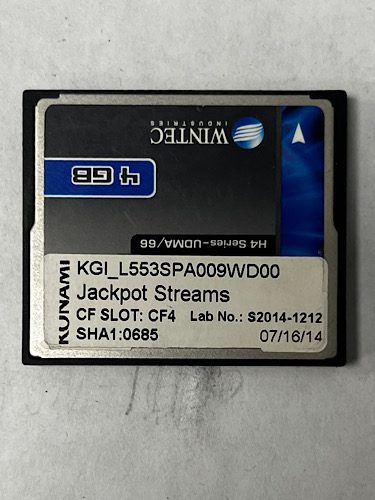 WINTEC
INDUSTRIES
4 GB
H4 Series-UDMA/66
KONAMI
KGI_L553SPA009WD00
Jackpot Streams
CF SLOT: CF4 Lab No.: S2014-1212
SHA1:0685 07/16/14